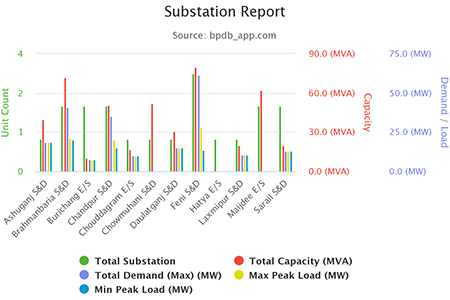 Substation Report
Source: bpdb_app.com
4 90.0 (MVA) 75.0 (MW)
2 60.0 (MVA) 50.0 (MW)
1 30.0 (MVA) 25.0 (MW)
0 0.0 (MVA) 0.0 (MW)
Unit Count
Capacity
Demand / Load
Ashuganj S&D
Brahmanbaria S&D
Burichang E/S
Chandpur S&D
Chouddagram E/S
Chowmuhani S&D
Daulatganj S&D
Feni S&D
Hatya E/S
Laxmipur S&D
Maijdee E/S
Sarail S&D
Total Substation Total Capacity (MVA)
Total Demand (Max) (MW) Max Peak Load (MW)
Min Peak Load (MW)